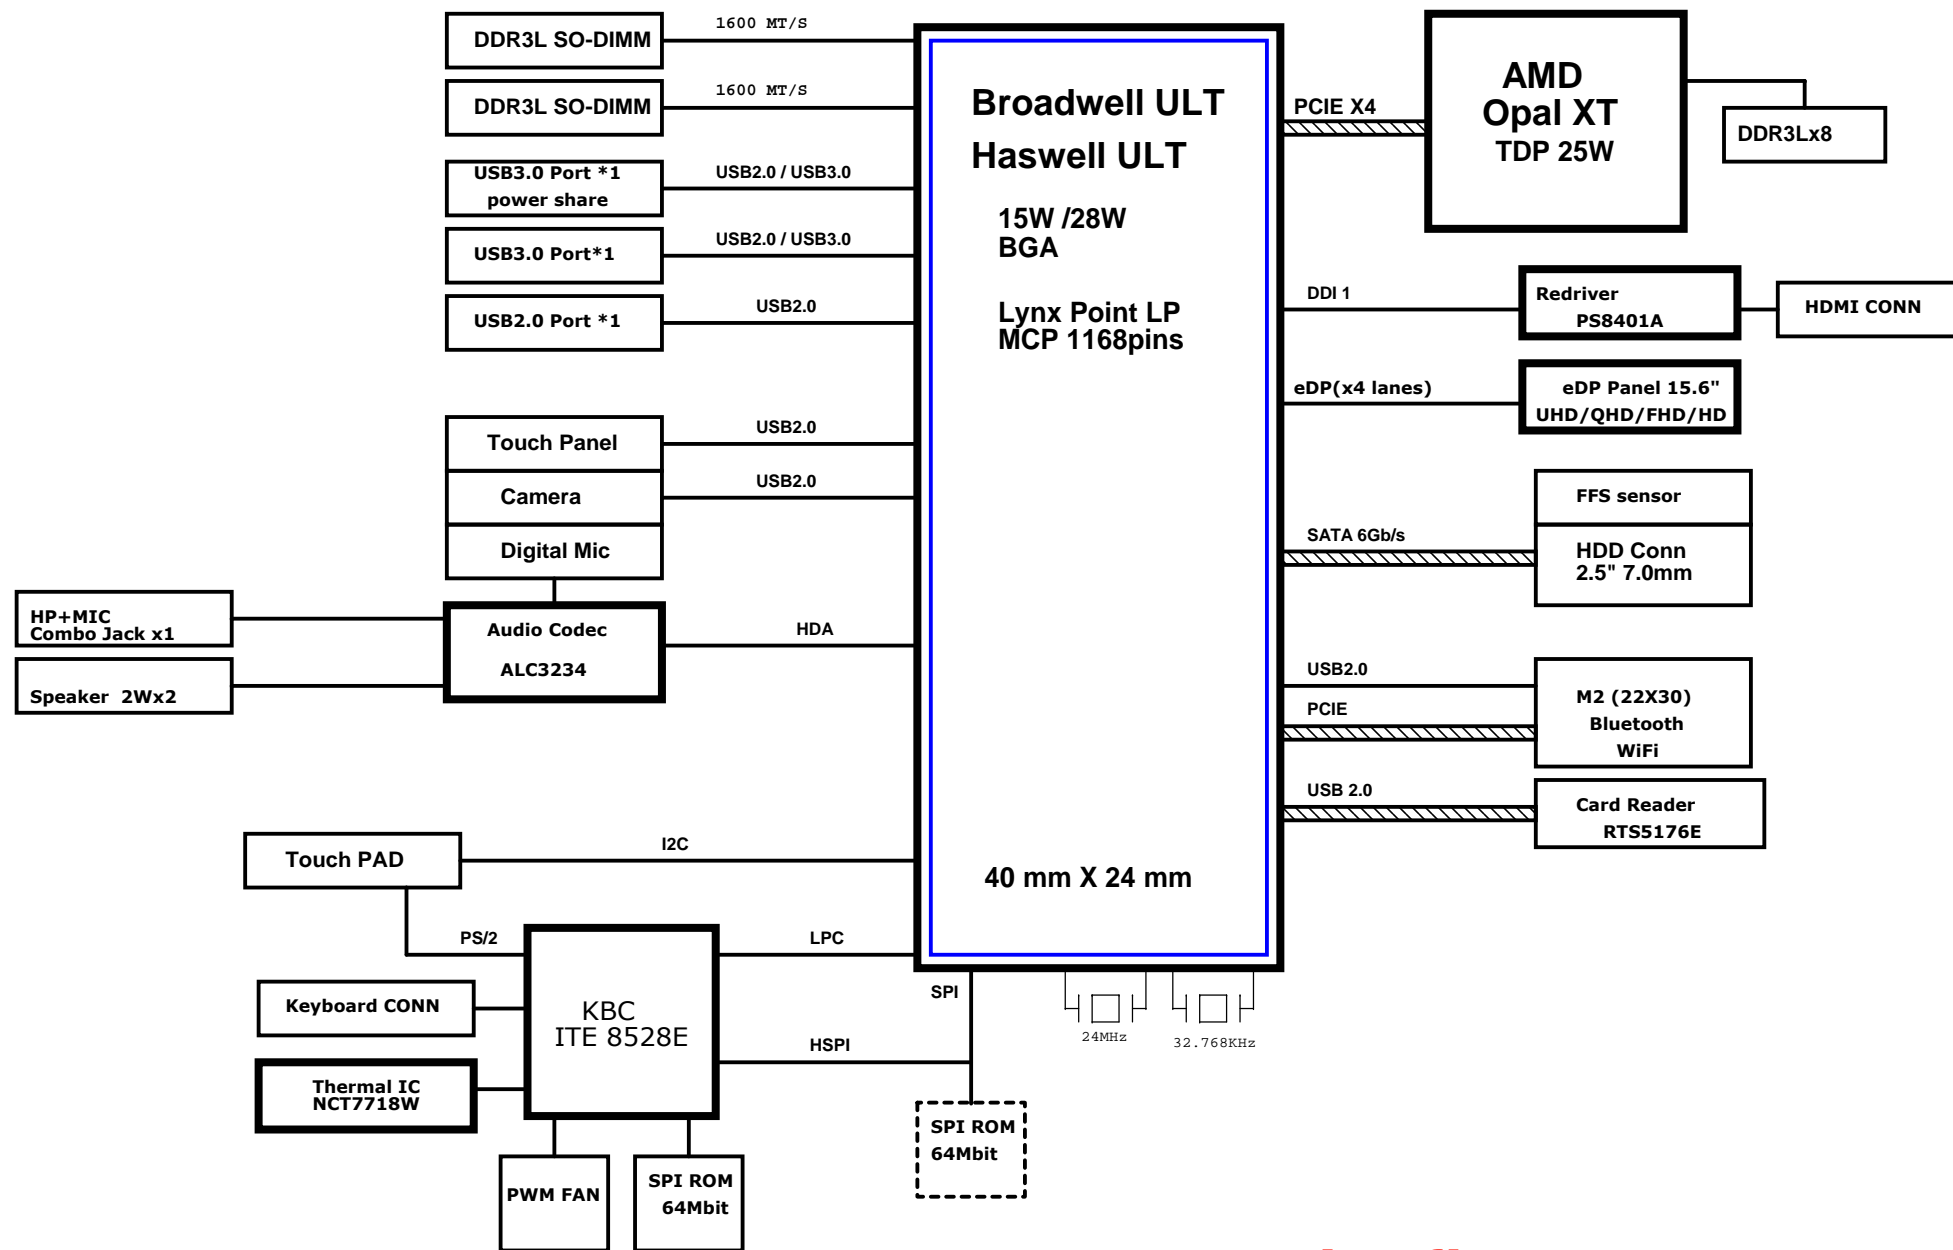 DDR3L SO-DIMM
1600 MT/S
DDR3L SO-DIMM
1600 MT/S
USB3.0 Port *1
power share
USB2.0 / USB3.0
USB3.0 Port*1
USB2.0 / USB3.0
USB2.0 Port *1
USB2.0
Touch Panel
USB2.0
Camera
USB2.0
Digital Mic
HP+MIC
Combo Jack x1
Speaker 2Wx2
Audio Codec
ALC3234
HDA
Touch PAD
I2C
PS/2
LPC
Keyboard CONN
KBC
ITE 8528E
HSPI
Thermal IC
NCT7718W
PWM FAN
SPI ROM
64Mbit
Broadwell ULT
Haswell ULT
15W /28W
BGA
Lynx Point LP
MCP 1168pins
40 mm X 24 mm
SPI
24MHz
32.768KHz
SPI ROM
64Mbit
PCIE X4
AMD
Opal XT
TDP 25W
DDR3Lx8
DDI 1
Redriver
PS8401A
HDMI CONN
eDP(x4 lanes)
eDP Panel 15.6"
UHD/QHD/FHD/HD
FFS sensor
SATA 6Gb/s
HDD Conn
2.5" 7.0mm
USB2.0
PCIE
M2 (22X30)
Bluetooth
WiFi
USB 2.0
Card Reader
RTS5176E